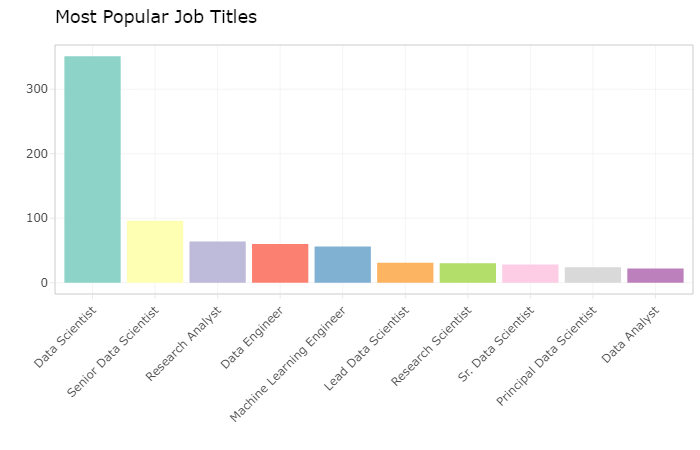 Most Popular Job Titles
300
200
100
0
Data Scientist
Senior Data Scientist
Research Analyst
Data Engineer
Machine Learning Engineer
Lead Data Scientist
Research Scientist
Sr. Data Scientist
Principal Data Scientist
Data Analyst